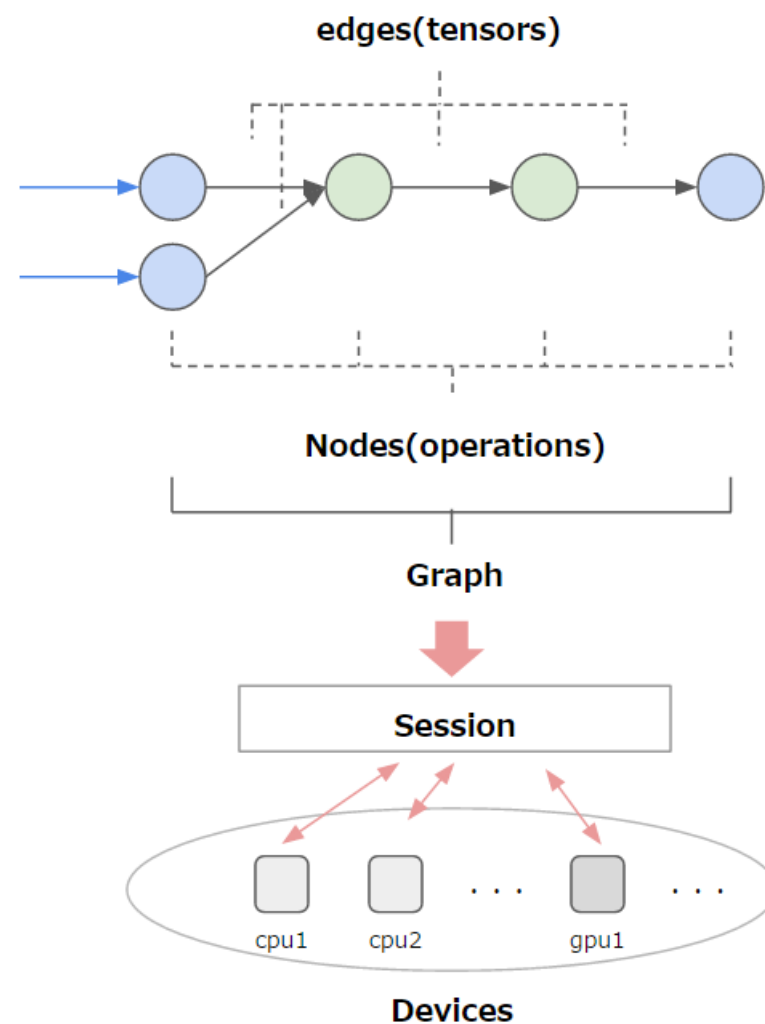 edges(tensors)
Nodes(operations)
Graph
Session
. . .
. . .
cpu1
cpu2
gpu1
Devices